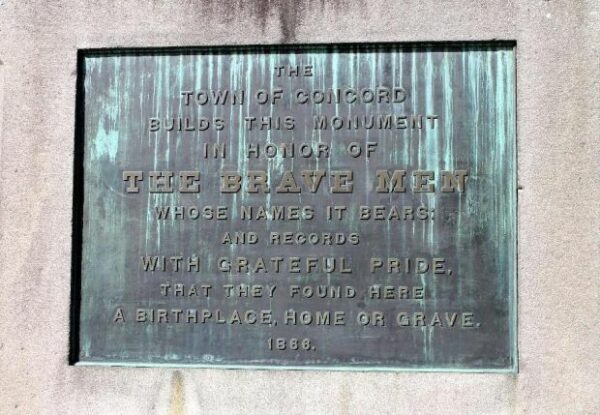 THE
TOWN OF CONCORD
BUILDS THIS MONUMENT
IN HONOR OF
THE BRAVE MEN
WHOSE NAMES IT BEARS:
AND RECORDS
WITH GRATEFUL PRIDE,
THAT THEY FOUND HERE
A BIRTHPLACE, HOME OR GRAVE.
1866.